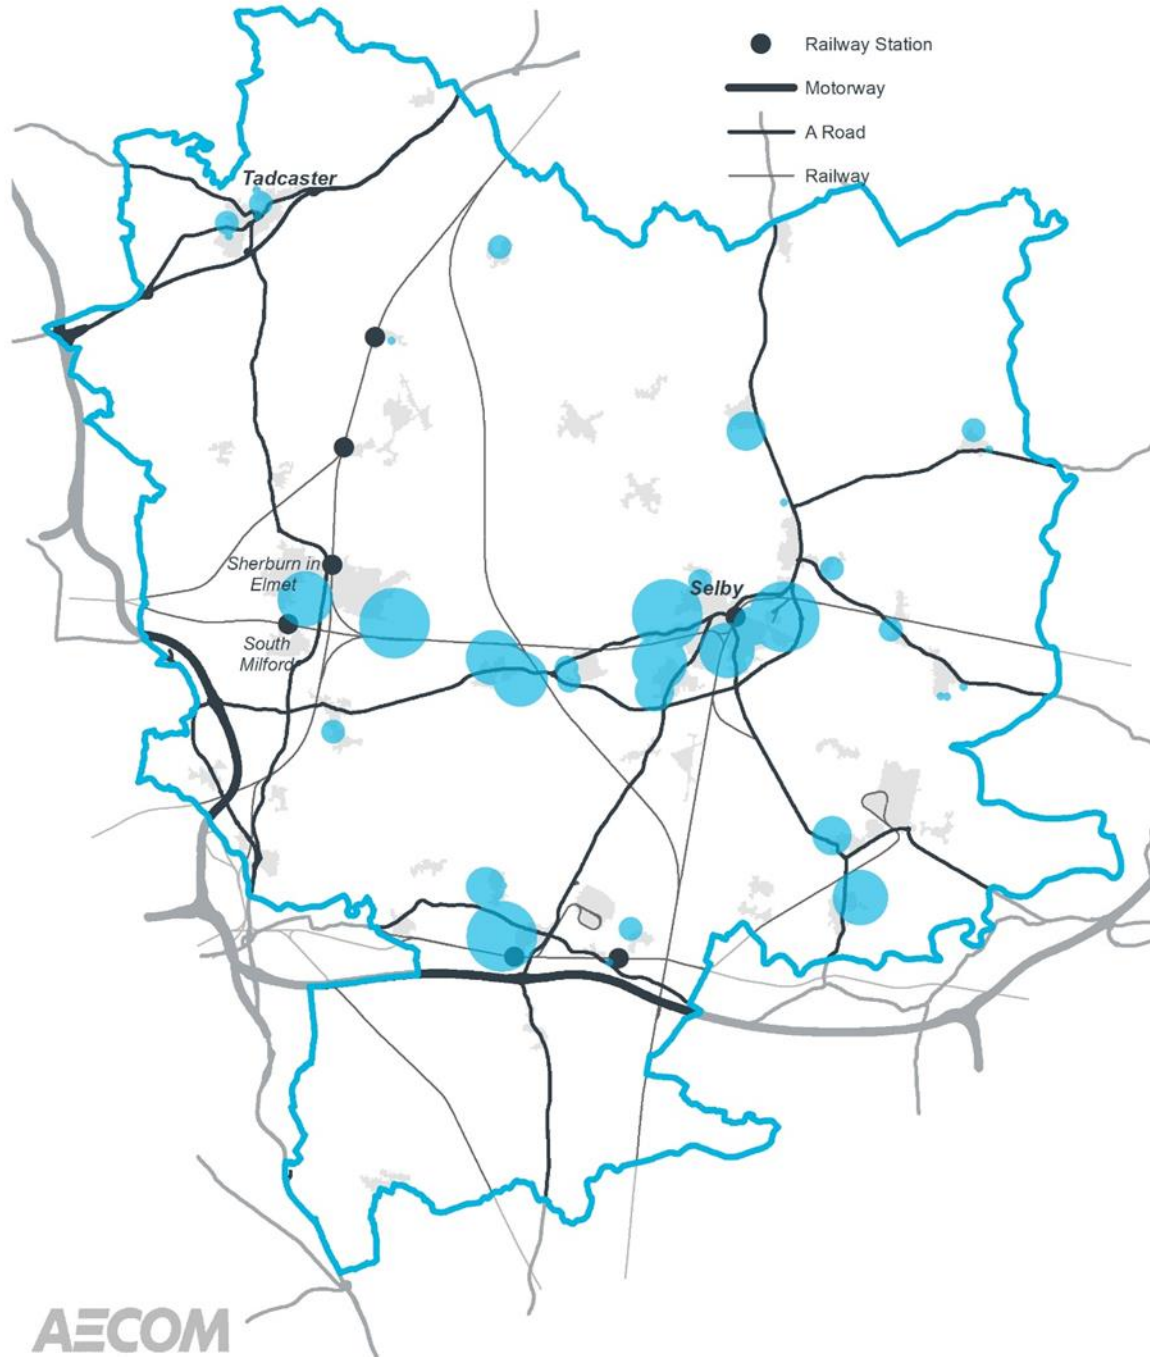 Railway Station
Motorway
A Road
Railway
Tadcaster
Sherburn in
Elmet
Selby
South
Milford
AECOM